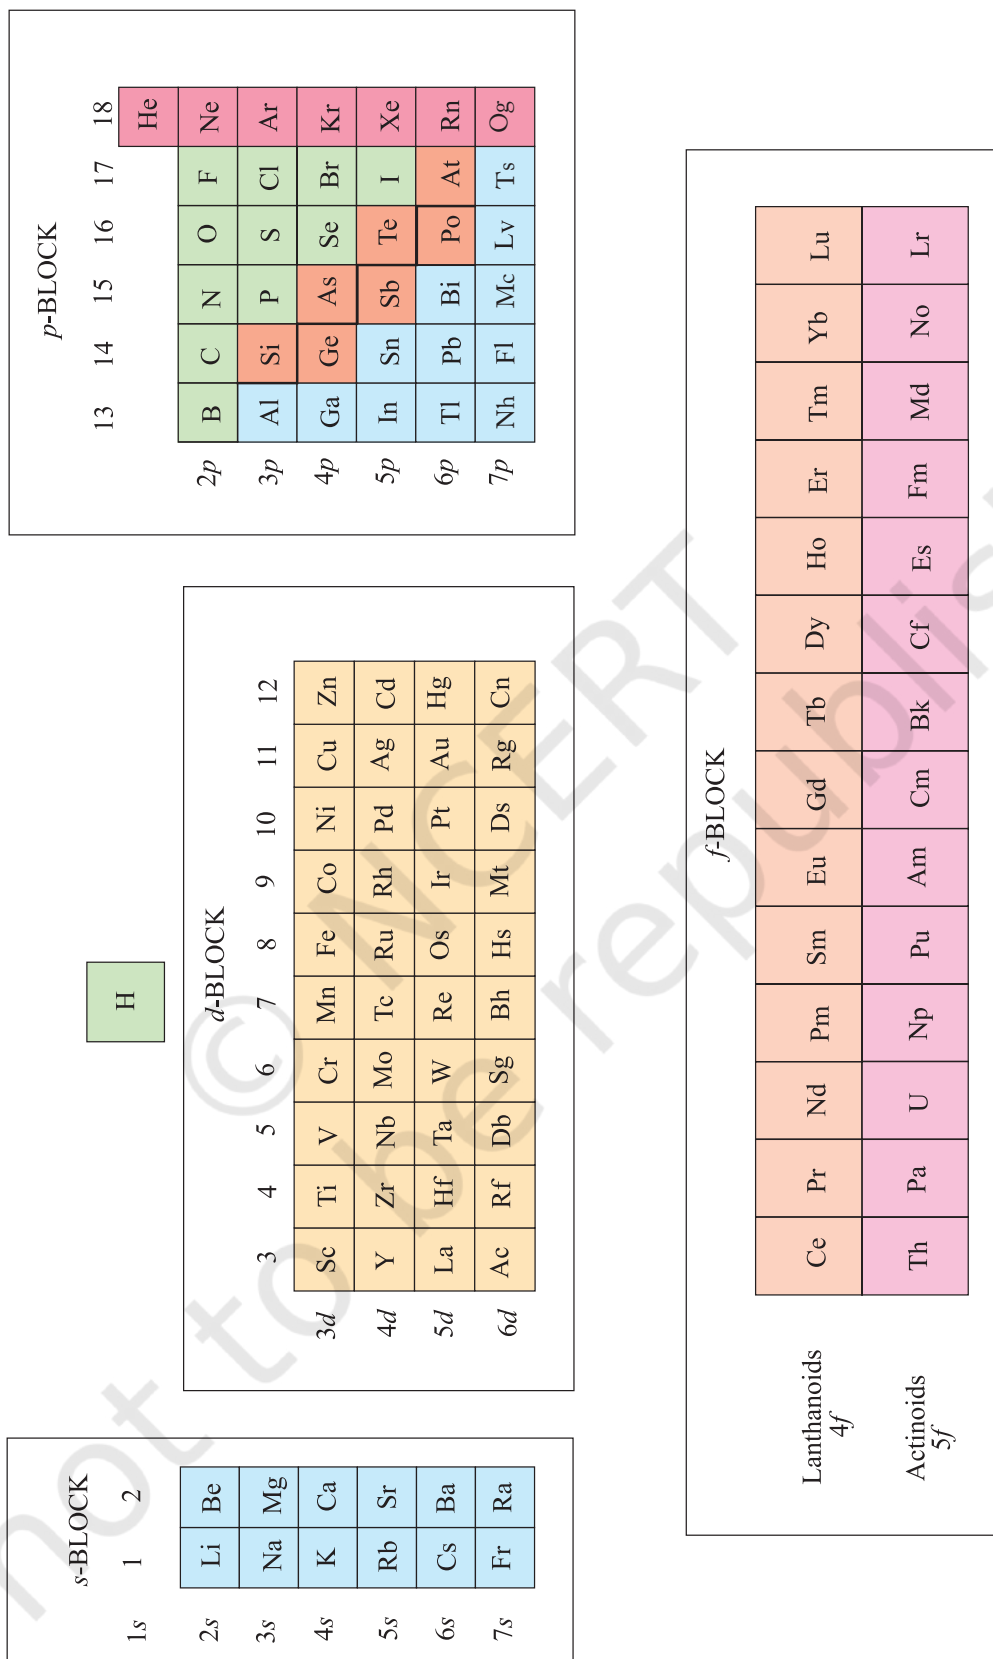 s-BLOCK
1 2
1s
2s Li Be
3s Na Mg
4s K Ca
5s Rb Sr
6s Cs Ba
7s Fr Ra
H
d-BLOCK
3 4 5 6 7 8 9 10 11 12
3d Sc Ti V Cr Mn Fe Co Ni Cu Zn
4d Y Zr Nb Mo Tc Ru Rh Pd Ag Cd
5d La Hf Ta W Re Os Ir Pt Au Hg
6d Ac Rf Db Sg Bh Hs Mt Ds Rg Cn
p-BLOCK
13 14 15 16 17 18
He
2p B C N O F Ne
3p Al Si P S Cl Ar
4p Ga Ge As Se Br Kr
5p In Sn Sb Te I Xe
6p Tl Pb Bi Po At Rn
7p Nh Fl Mc Lv Ts Og
f-BLOCK
Lanthanoids
4f
Ce Pr Nd Pm Sm Eu Gd Tb Dy Ho Er Tm Yb Lu
Actinoids
5f
Th Pa U Np Pu Am Cm Bk Cf Es Fm Md No Lr
© NCERT
not to be republis